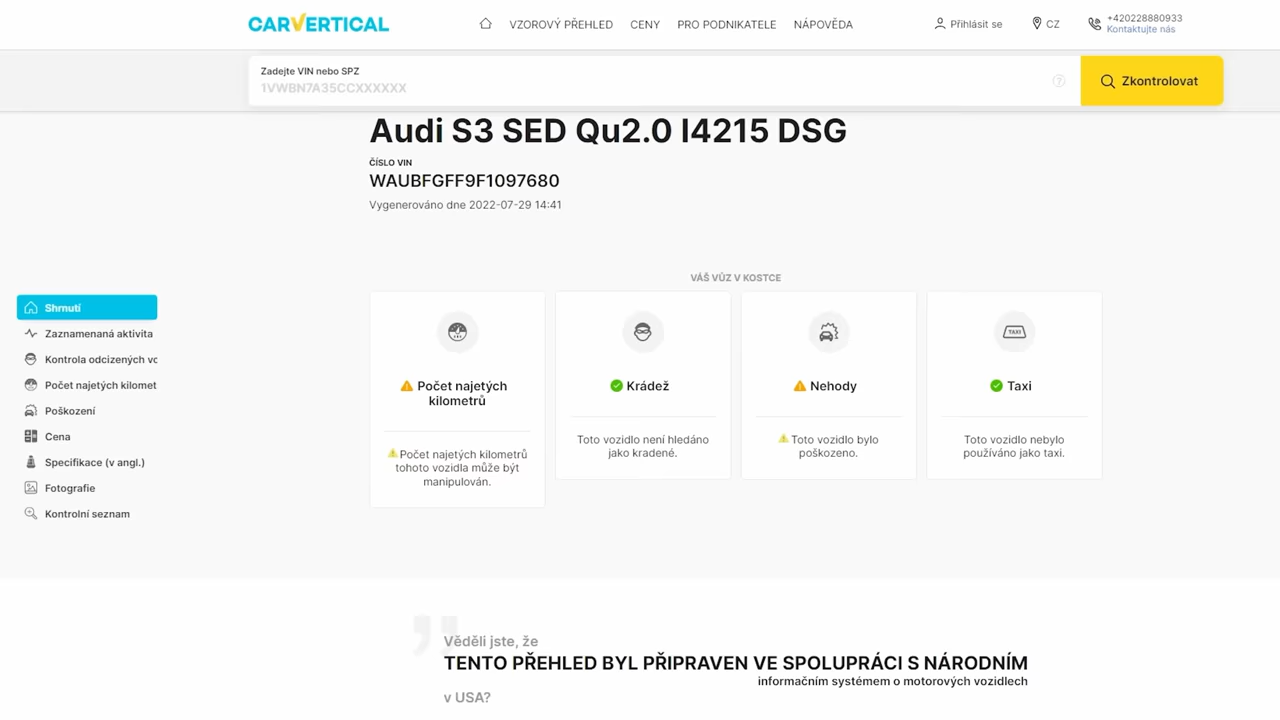 CARVERTICAL
VZOROVÝ PŘEHLED
CENY
PRO PODNIKATELE
NÁPOVĚDA
Přihlásit se
CZ
+420228880933
Kontaktujte nás
Zadejte VIN nebo SPZ
1VWBN7A35CCXXXXXX
?
Zkontrolovat
Audi S3 SED Qu2.0 I4215 DSG
ČÍSLO VIN
WAUBFGFF9F1097680
Vygenerováno dne 2022-07-29 14:41
Shrnutí
Zaznamenaná aktivita
Kontrola odcizených vo
Počet najetých kilomet
Poškození
Cena
Specifikace (v angl.)
Fotografie
Kontrolní seznam
VÁŠ VŮZ V KOSTCE
Počet najetých
kilometrů
Počet najetých kilometrů
tohoto vozidla může být
manipulován.
Krádež
Toto vozidlo není hledáno
jako kradené.
Nehody
Toto vozidlo bylo
poškozeno.
TAXI
Taxi
Toto vozidlo nebylo
používáno jako taxi.
Věděli jste, že
TENTO PŘEHLED BYL PŘIPRAVEN VE SPOLUPRÁCI S NÁRODNÍM
informačním systémem o motorových vozidlech
v USA?